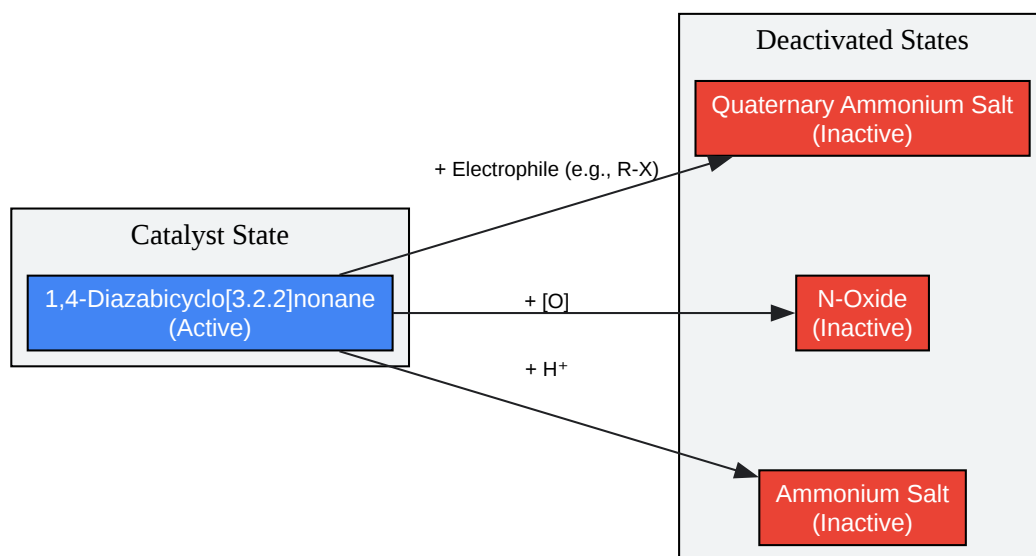 Deactivated States
Quaternary Ammonium Salt
(Inactive)
+ Electrophile (e.g., R-X)
Catalyst State
1,4-Diazabicyclo[3.2.2]nonane
(Active)
+ [O]
N-Oxide
(Inactive)
+ H⁺
Ammonium Salt
(Inactive)